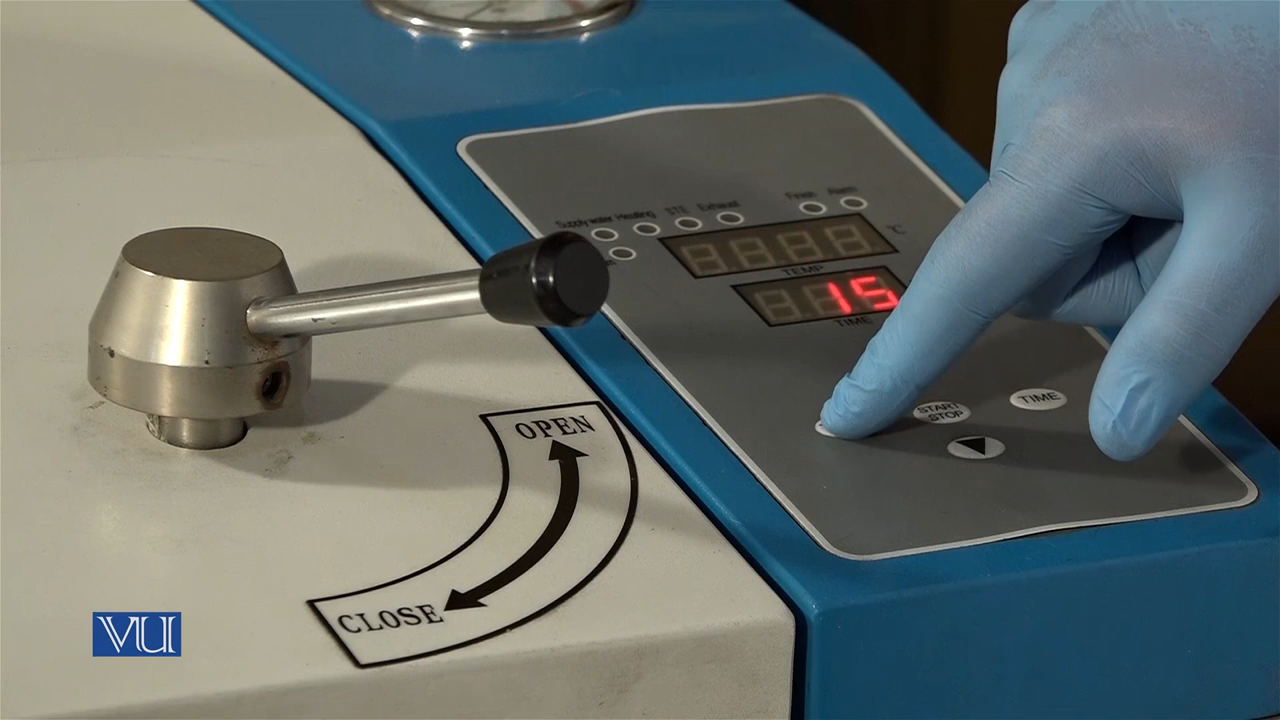 Supply water Heating STE Exhaust Finish Alarm
°C
TEMP
15
TIME
START
STOP
TIME
OPEN
CLOSE
VU